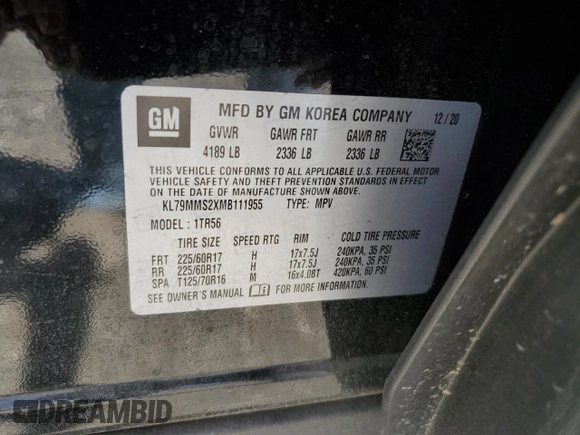 GM
MFD BY GM KOREA COMPANY 12/20
GVWR GAWR FRT GAWR RR
4189 LB 2336 LB 2336 LB
THIS VEHICLE CONFORMS TO ALL APPLICABLE U.S. FEDERAL MOTOR
VEHICLE SAFETY AND THEFT PREVENTION STANDARDS IN EFFECT
ON THE DATE OF MANUFACTURE SHOWN ABOVE.
KL79MMS2XMB111955 TYPE: MPV
MODEL: 1TR56
TIRE SIZE SPEED RTG RIM COLD TIRE PRESSURE
FRT 225/60R17 H 17x7.5J 240KPA, 35 PSI
RR 225/60R17 H 17x7.5J 240KPA, 35 PSI
SPA T125/70R16 M 16x4.0BT 420KPA, 60 PSI
SEE OWNER'S MANUAL FOR MORE INFORMATION.
DREAMBID